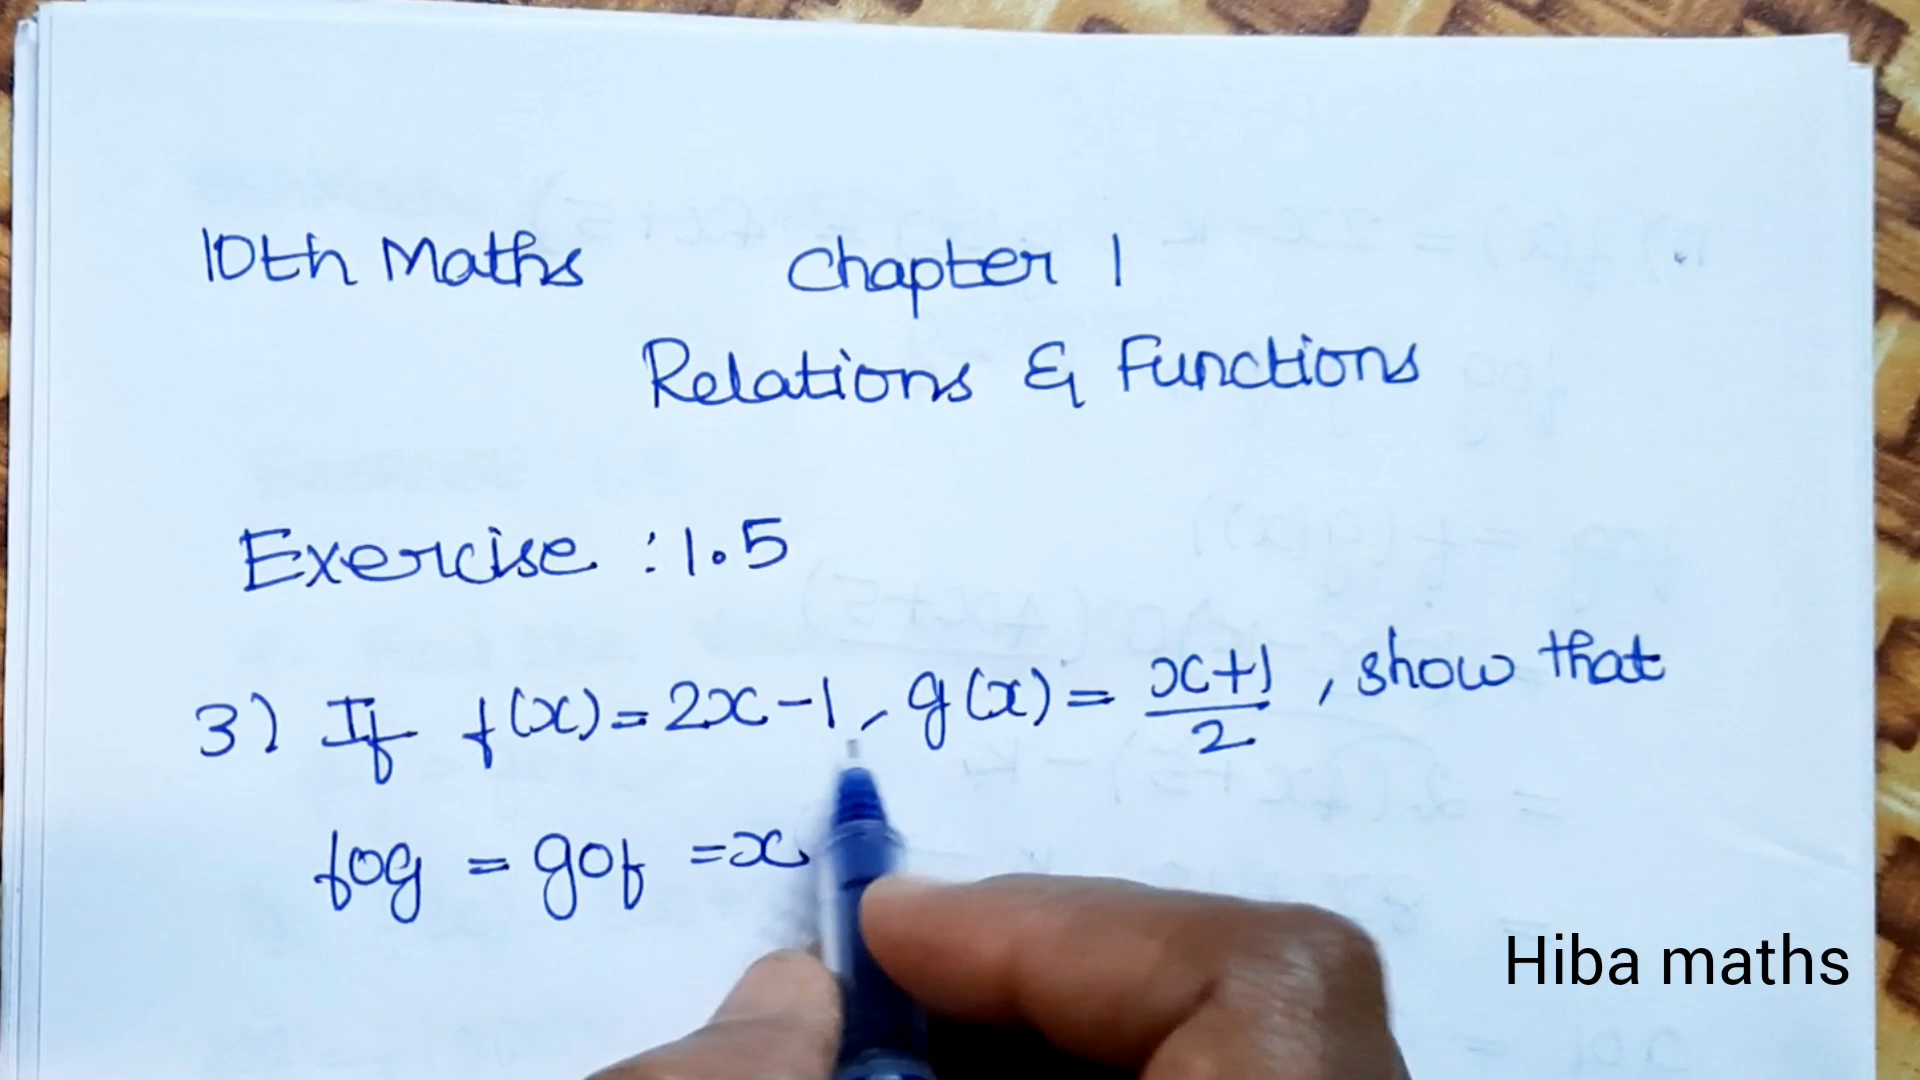 10th Maths Chapter 1
Relations & Functions
Exercise : 1.5
3) If f(x) = 2x-1, g(x) = x+1/2, show that
fog = gof = x
Hiba maths